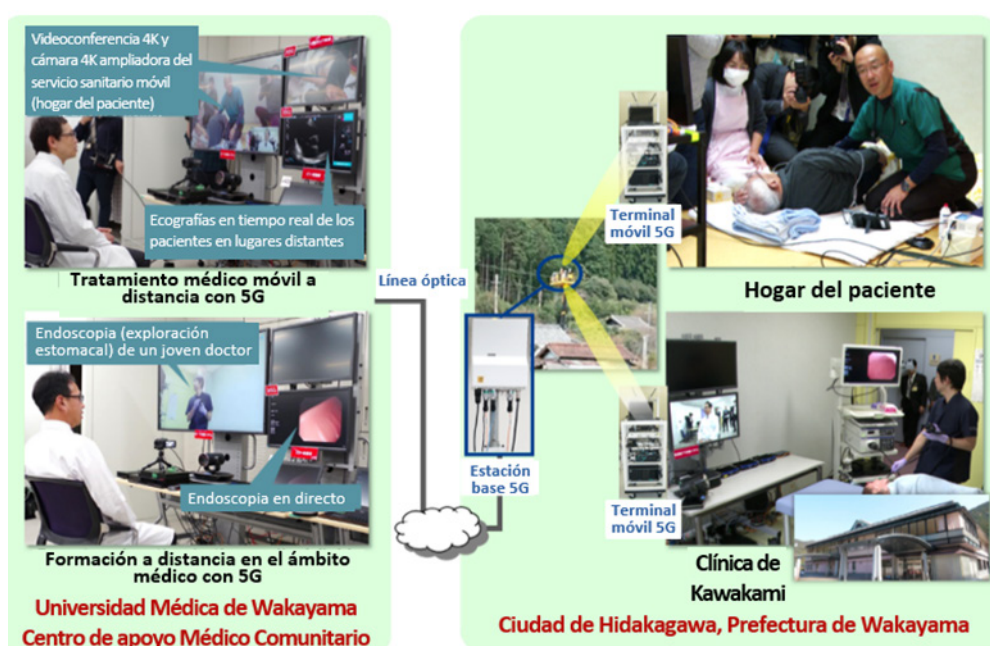 Videoconferencia 4K y
cámara 4K ampliadora del
servicio sanitario móvil
(hogar del paciente)
Ecografías en tiempo real de los
pacientes en lugares distantes
Tratamiento médico móvil a
distancia con 5G
Endoscopia (exploración
estomacal) de un joven doctor
Endoscopia en directo
Formación a distancia en el ámbito
médico con 5G
Universidad Médica de Wakayama
Centro de apoyo Médico Comunitario
Línea óptica
Estación
base 5G
Terminal
móvil 5G
Terminal
móvil 5G
Hogar del paciente
Clínica de
Kawakami
Ciudad de Hidakagawa, Prefectura de Wakayama